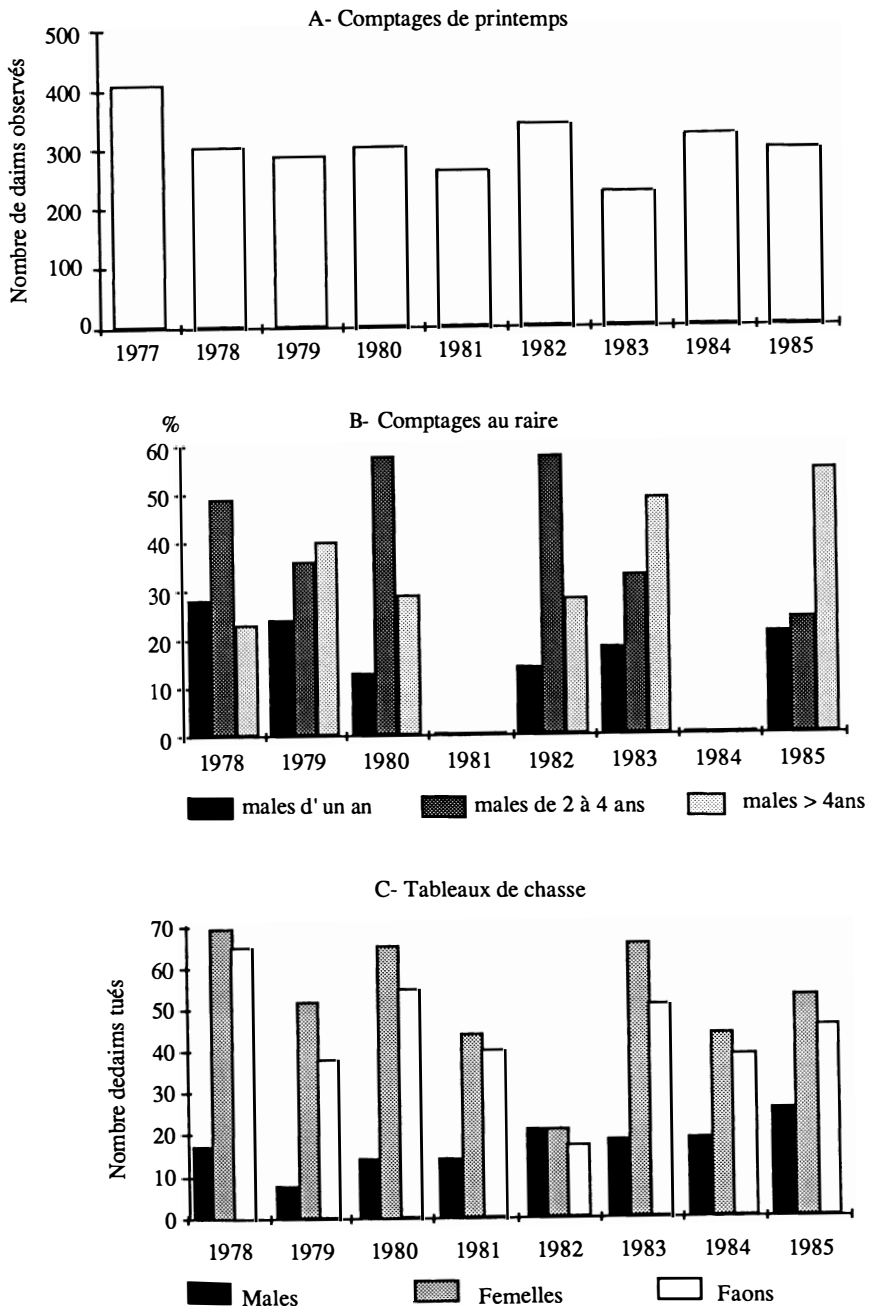 A- Comptages de printemps
Nombre de daims observés
500
400
300
200
100
0
1977 1978 1979 1980 1981 1982 1983 1984 1985
B- Comptages au raire
%
60
50
40
30
20
10
0
1978 1979 1980 1981 1982 1983 1984 1985
males d'un an males de 2 à 4 ans males > 4ans
C- Tableaux de chasse
Nombre dedaims tués
70
60
50
40
30
20
10
0
1978 1979 1980 1981 1982 1983 1984 1985
Males Femelles Faons